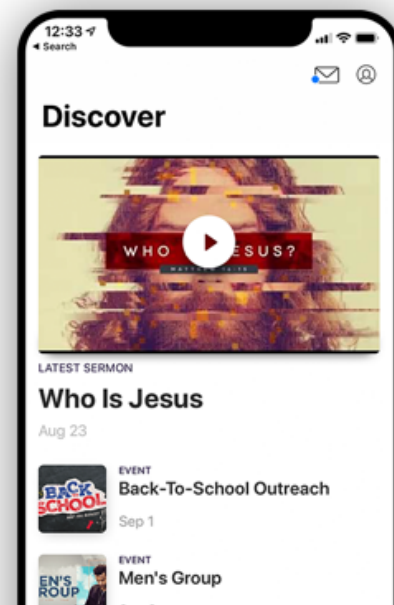 12:33
Search
Discover
WHO ESUS?
LATEST SERMON
Who Is Jesus
Aug 23
BACK
SCHOOL
EVENT
Back-To-School Outreach
Sep 1
EN'S
ROUP
EVENT
Men's Group